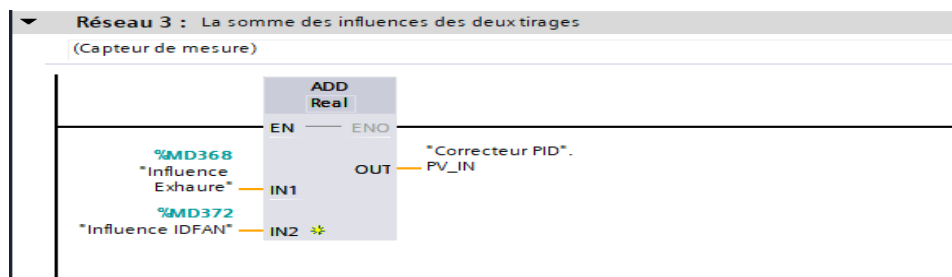 Réseau 3 : La somme des influences des deux tirages
(Capteur de mesure)
ADD
Real
EN ENO
%MD368
"Influence
Exhaure" IN1
OUT "Correcteur PID".
PV_IN
%MD372
"Influence IDFAN" IN2